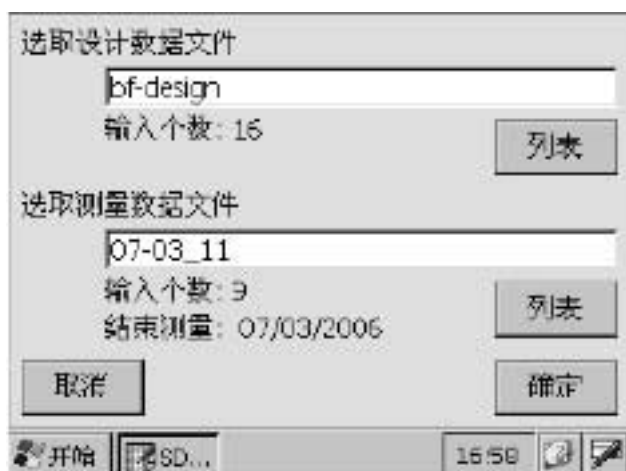 选取设计数据文件
bf-design
输入个数: 16
列表
选取测量数据文件
07-03_11
输入个数: 9
列表
结束测量: 07/03/2006
取消
确定
开始 SD... 16:58